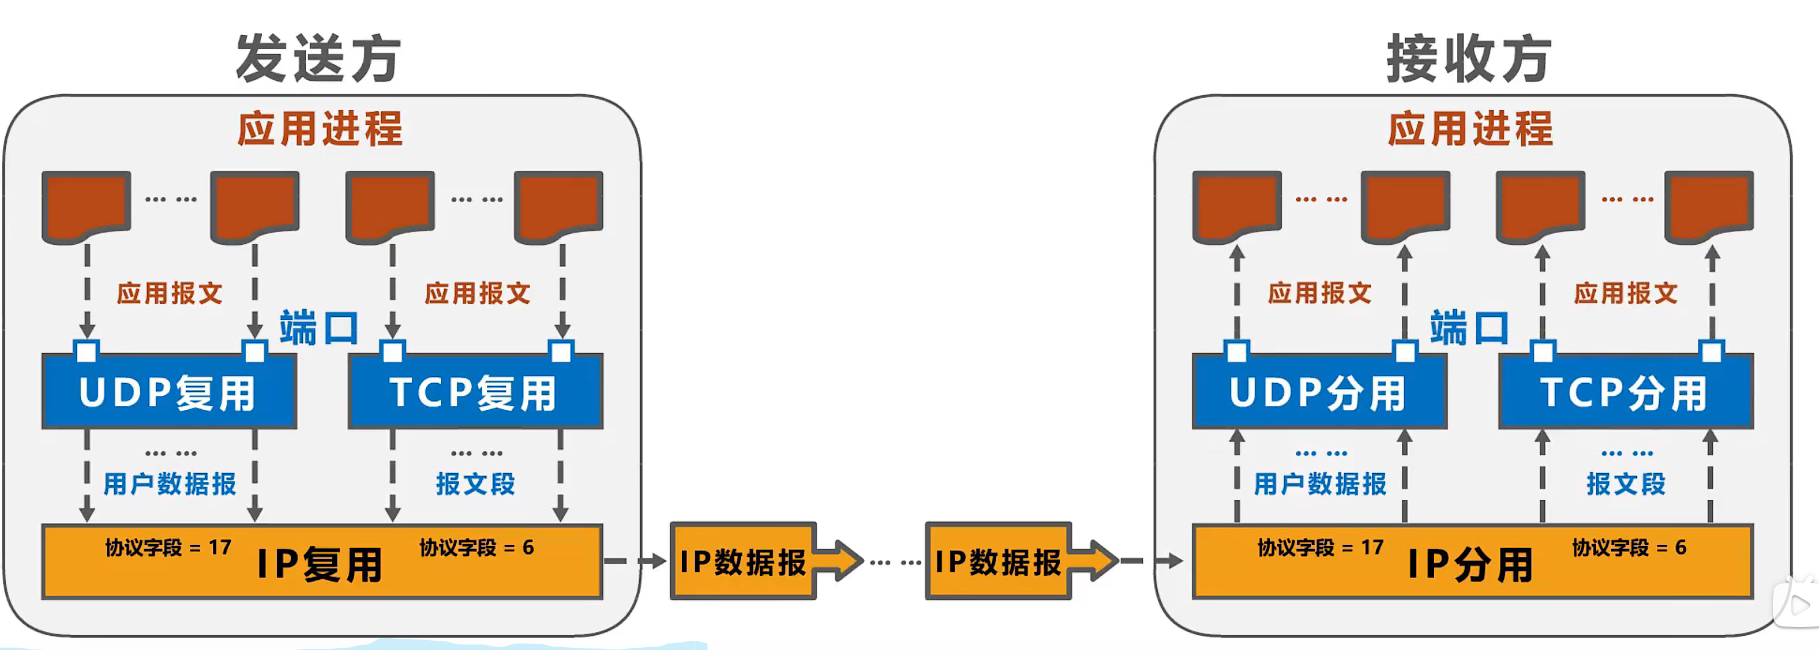 发送方
应用进程
… …
… …
应用报文
应用报文
端口
UDP复用
TCP复用
… …
… …
用户数据报
报文段
协议字段 = 17
IP复用
协议字段 = 6
IP数据报
… …
IP数据报
接收方
应用进程
… …
… …
应用报文
应用报文
端口
UDP分用
TCP分用
… …
… …
用户数据报
报文段
协议字段 = 17
IP分用
协议字段 = 6